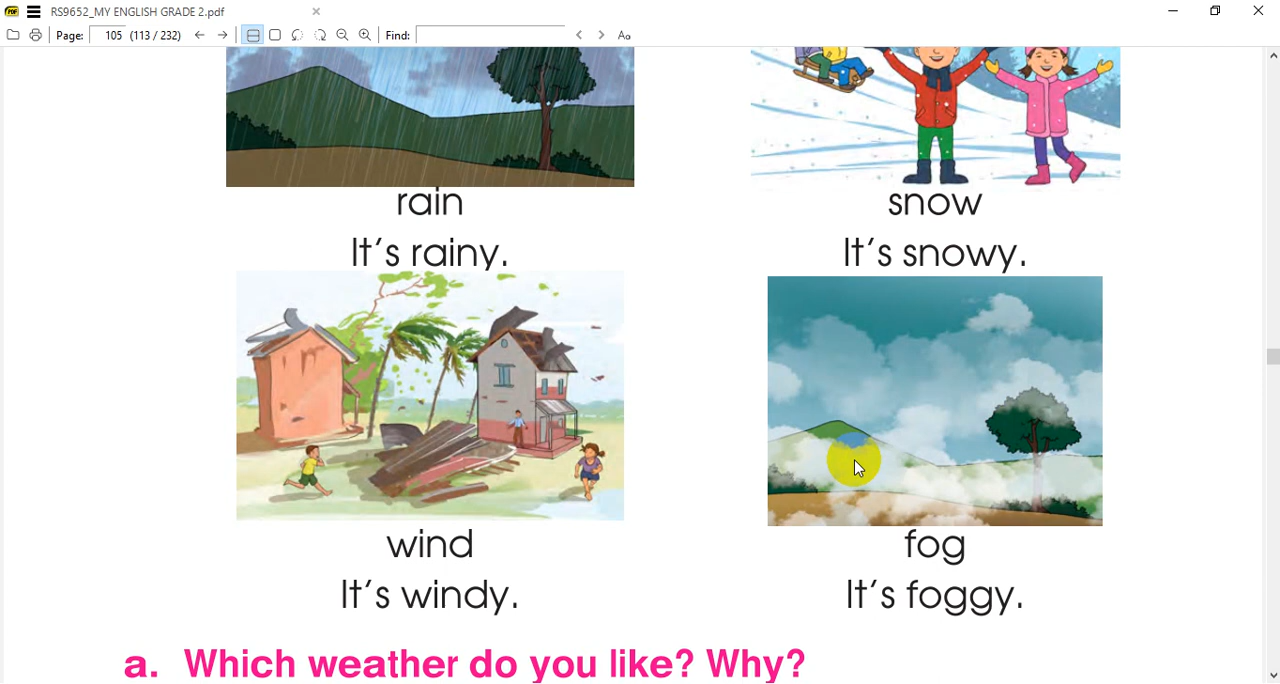 RS9652_MY ENGLISH GRADE 2.pdf
Page: 105 (113 / 232) Find: Aa
rain
It's rainy.
snow
It's snowy.
wind
It's windy.
fog
It's foggy.
a. Which weather do you like? Why?